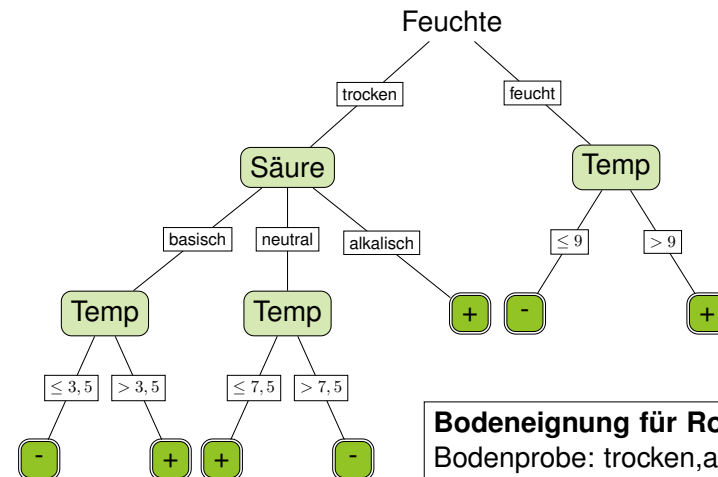 Feuchte
trocken
feucht
Säure
Temp
basisch
neutral
alkalisch
≤ 9
> 9
Temp
Temp
+
-
+
≤ 3, 5
> 3, 5
≤ 7, 5
> 7, 5
-
+
+
-
Bodeneignung für
Bodenprobe: trocken,